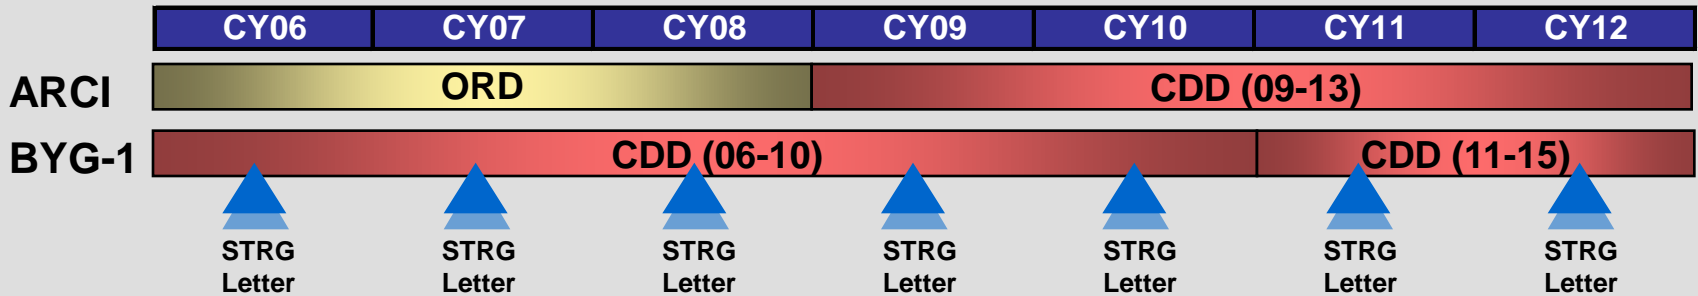 CY06 CY07 CY08 CY09 CY10 CY11 CY12
ARCI ORD CDD (09-13)
BYG-1 CDD (06-10) CDD (11-15)
STRG STRG STRG STRG STRG STRG STRG
Letter Letter Letter Letter Letter Letter Letter